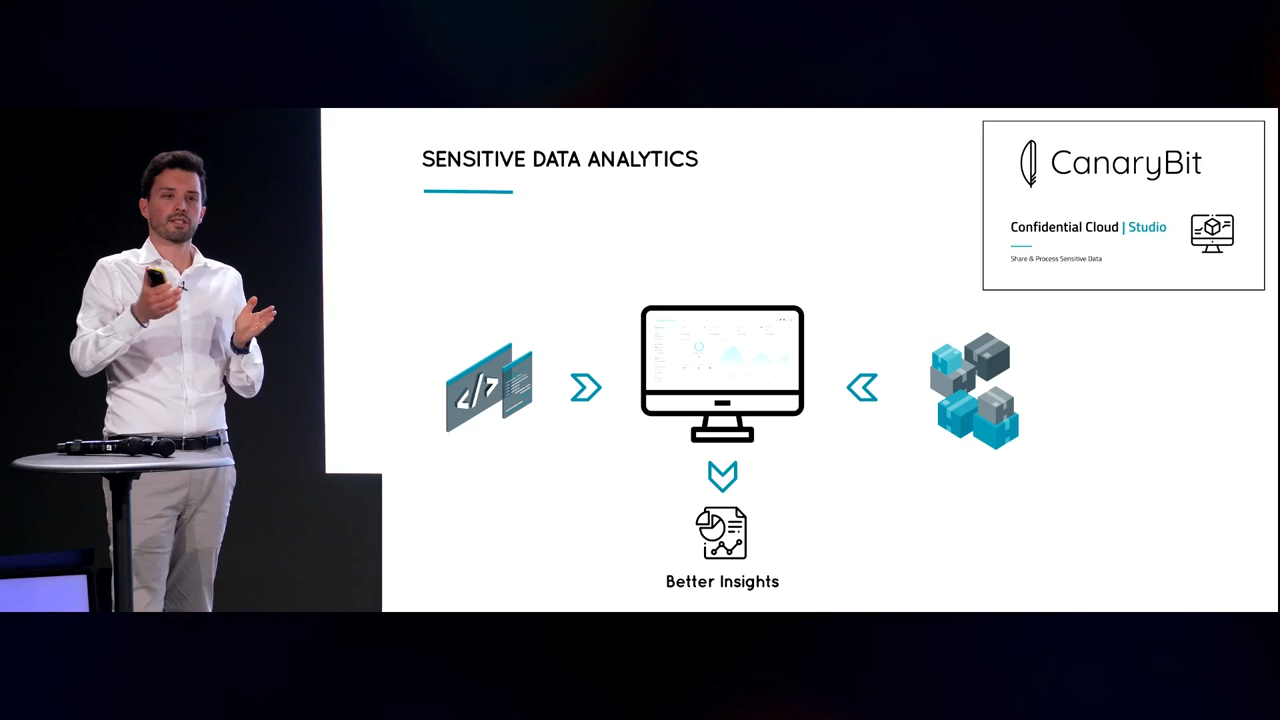 SENSITIVE DATA ANALYTICS
CanaryBit
Confidential Cloud | Studio
Share & Process Sensitive Data
</>
Better Insights